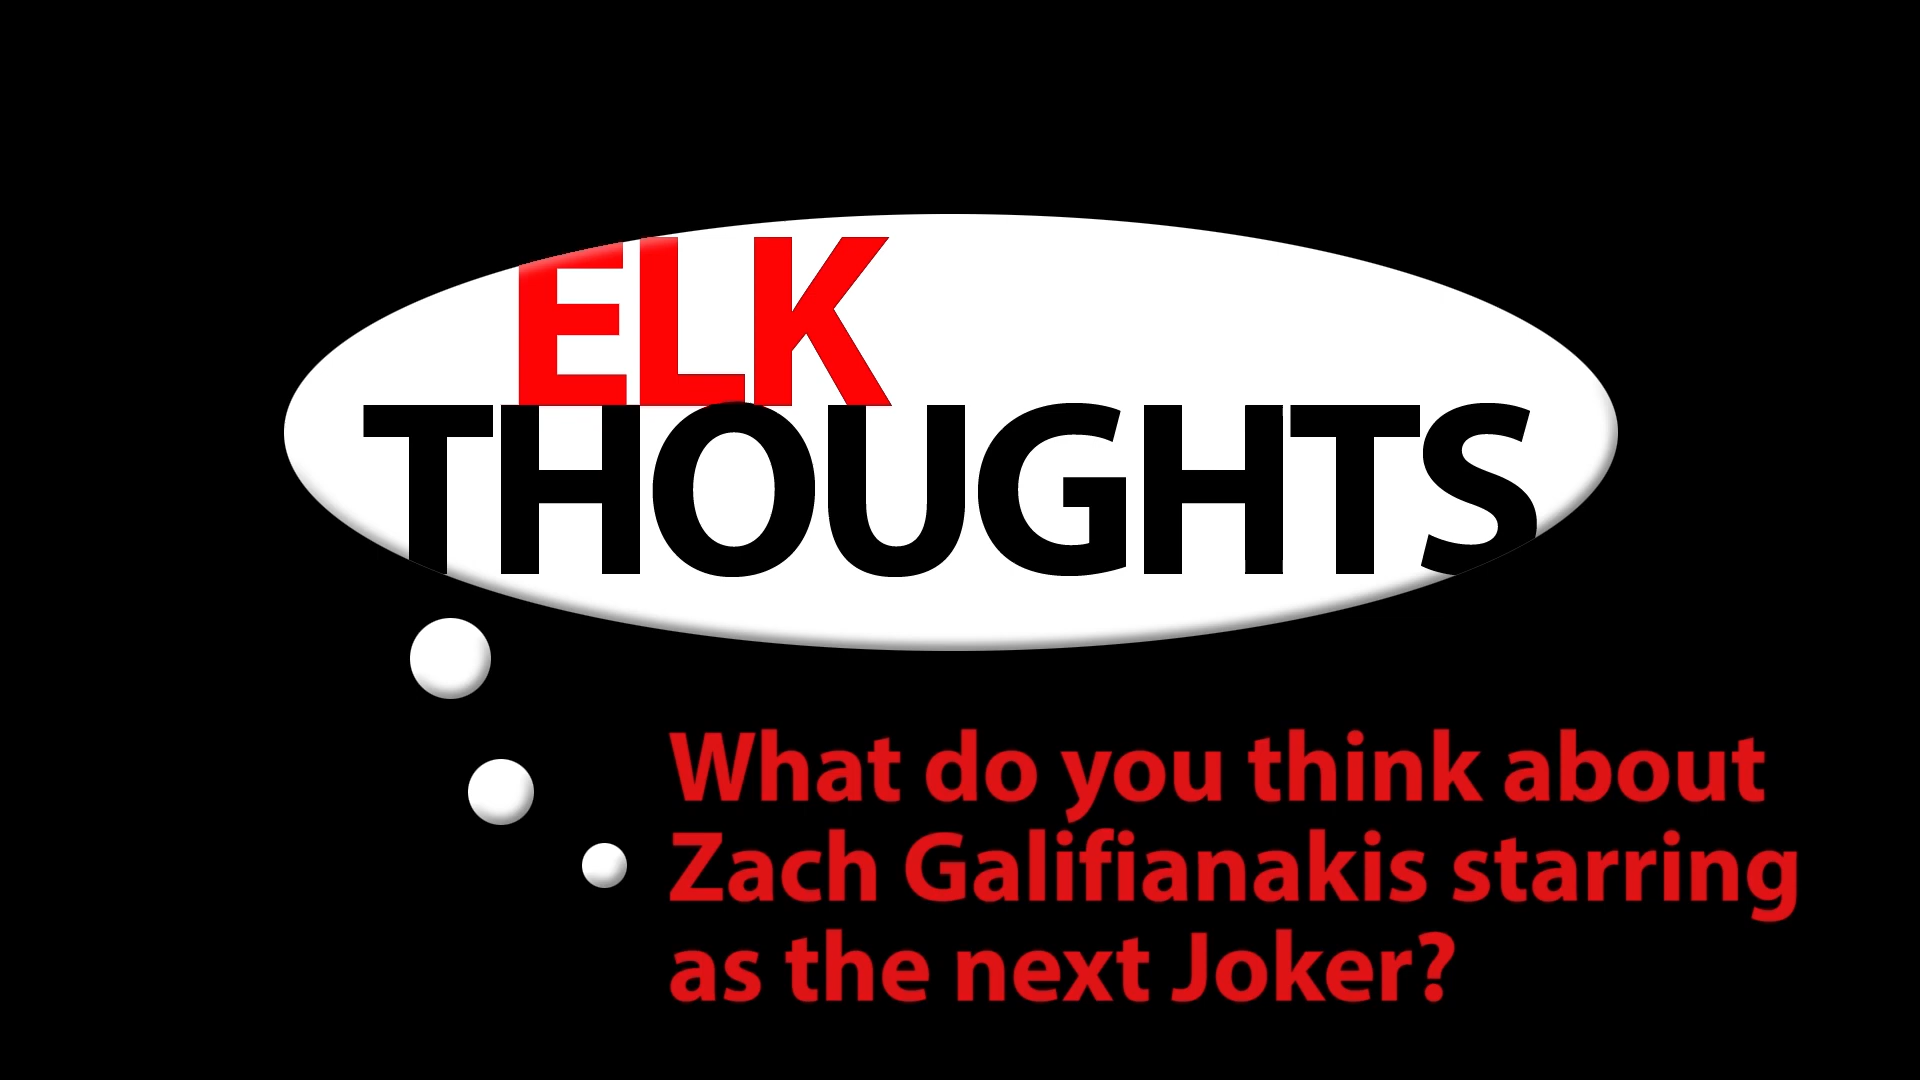 ELK
THOUGHTS
What do you think about
Zach Galifianakis starring
as the next Joker?